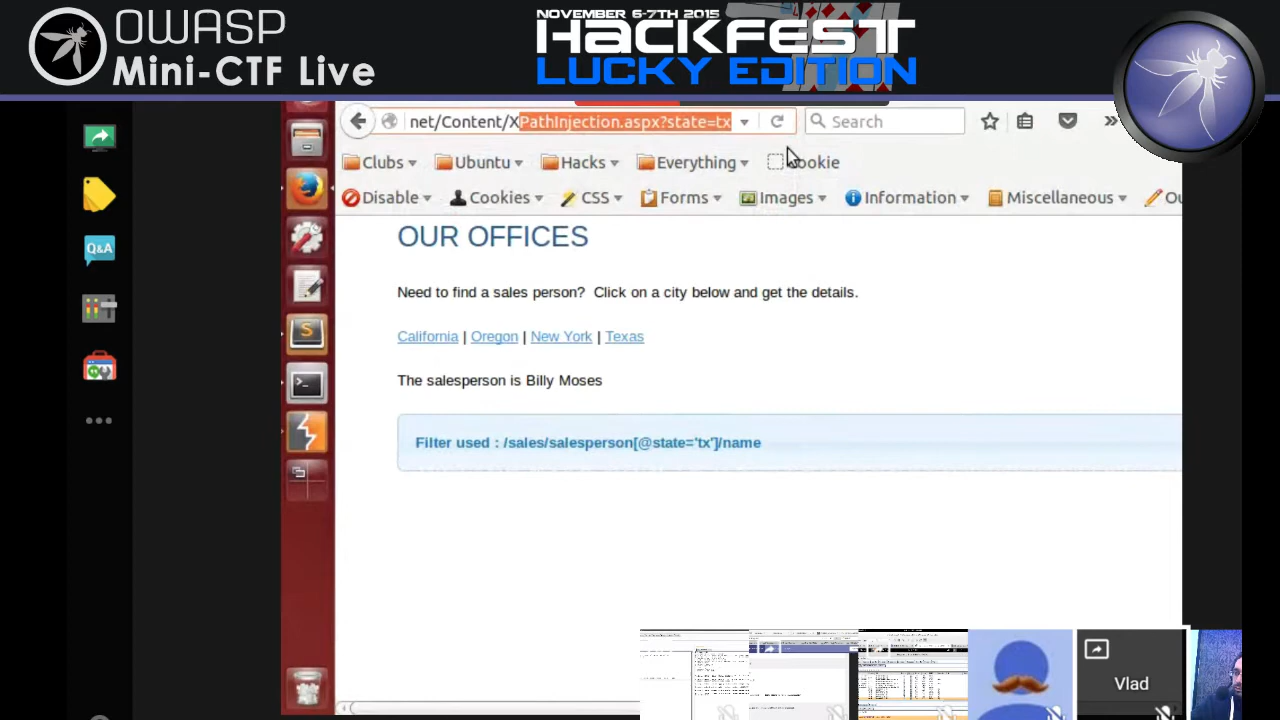 OWASP
Mini-CTF Live
NOVEMBER 6-7TH 2015
HACKFEST
LUCKY EDITION
net/Content/XPathInjection.aspx?state=tx
Search
Clubs
Ubuntu
Hacks
Everything
Disable
Cookies
CSS
Forms
Images
Information
Miscellaneous
OUR OFFICES
Need to find a sales person? Click on a city below and get the details.
California | Oregon | New York | Texas
The salesperson is Billy Moses
Filter used : /sales/salesperson[@state='tx']/name
Q&A
Vlad